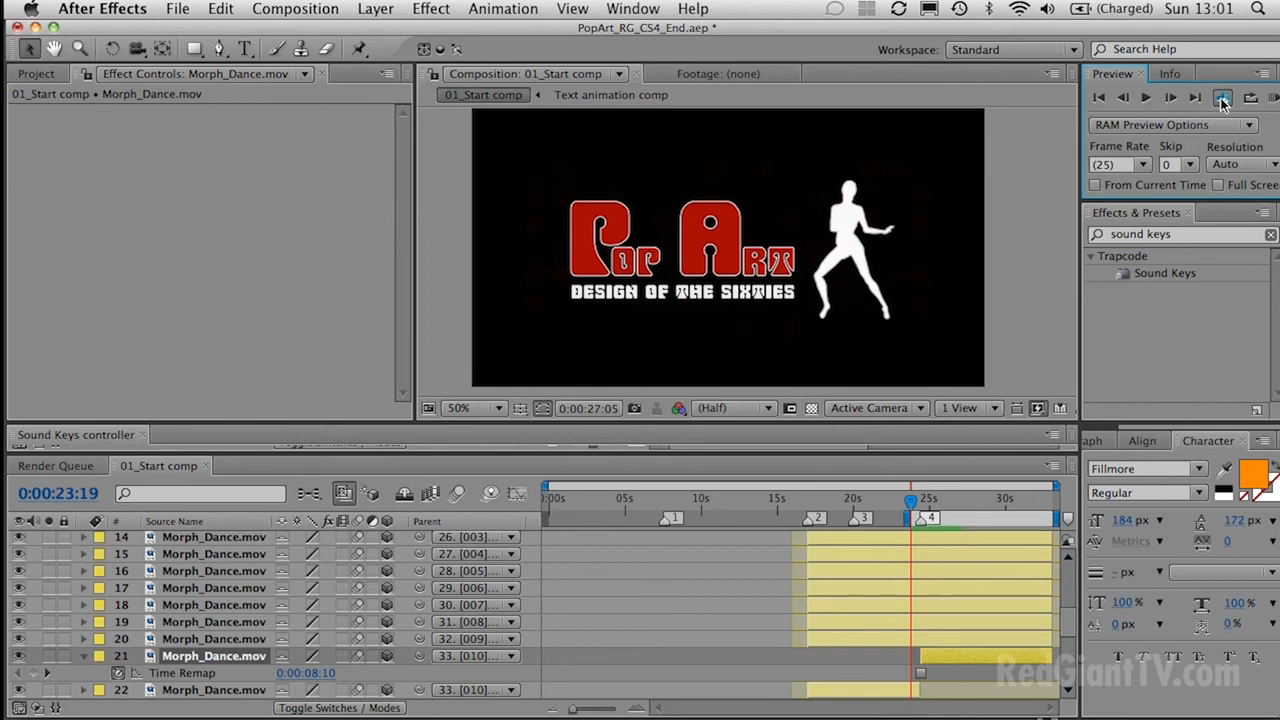 After Effects File Edit Composition Layer Effect Animation View Window Help (Charged) Sun 13:01
PopArt_RG_CS4_End.aep *
T Workspace: Standard Search Help
Project Effect Controls: Morph_Dance.mov Composition: 01_Start comp Footage: (none) Preview Info
01_Start comp • Morph_Dance.mov 01_Start comp Text animation comp
RAM Preview Options
Frame Rate Skip Resolution
(25) 0 Auto
From Current Time Full Scree
Effects & Presets
sound keys
Trapcode
Sound Keys
Pop Art
DESIGN OF THE SIXTIES
50% 0:00:27:05 (Half) Active Camera 1 View
Sound Keys controller
Toggle Switches / Modes
raph Align Character
Render Queue 01_Start comp
Fillmore
Regular
0:00:23:19 :00s 05s 10s 15s 20s 25s 30s
# Source Name fx Parent 1 2 3 4
184 px 172 px
Metrics 0
– px
100% 100%
0 px 0%
T T TT Tr T T
14 Morph_Dance.mov 26. [003]...
15 Morph_Dance.mov 27. [004]...
16 Morph_Dance.mov 28. [005]...
17 Morph_Dance.mov 29. [006]...
18 Morph_Dance.mov 30. [007]...
19 Morph_Dance.mov 31. [008]...
20 Morph_Dance.mov 32. [009]...
21 Morph_Dance.mov 33. [010]...
Time Remap 0:00:08:10
22 Morph_Dance.mov 33. [010]...
Toggle Switches / Modes
RedGiantTV.com